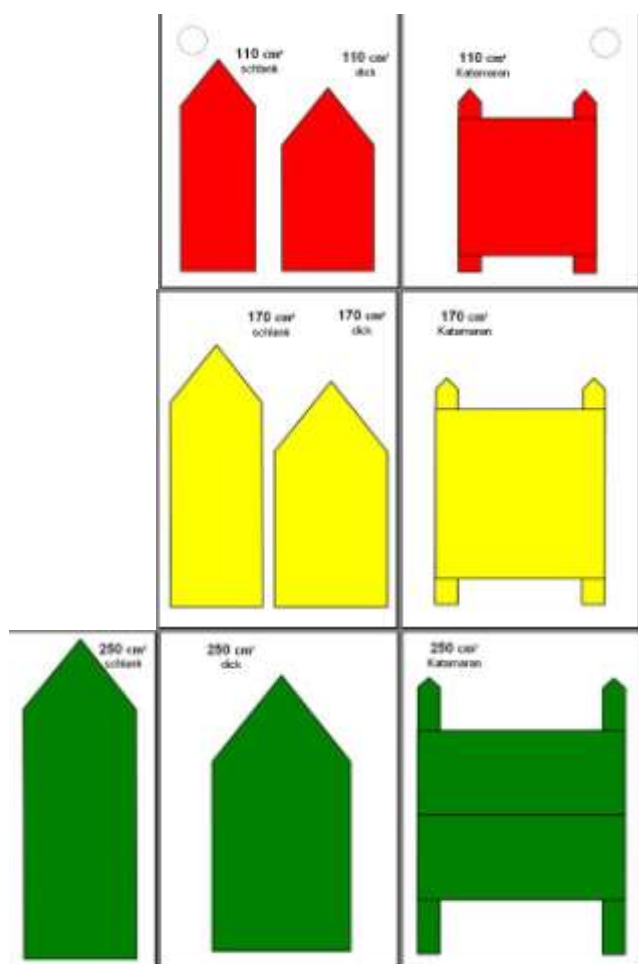 110 cm²
schlank
110 cm²
dick
110 cm²
Katamaran
170 cm²
schlank
170 cm²
dick
170 cm²
Katamaran
250 cm²
schlank
250 cm²
dick
250 cm²
Katamaran